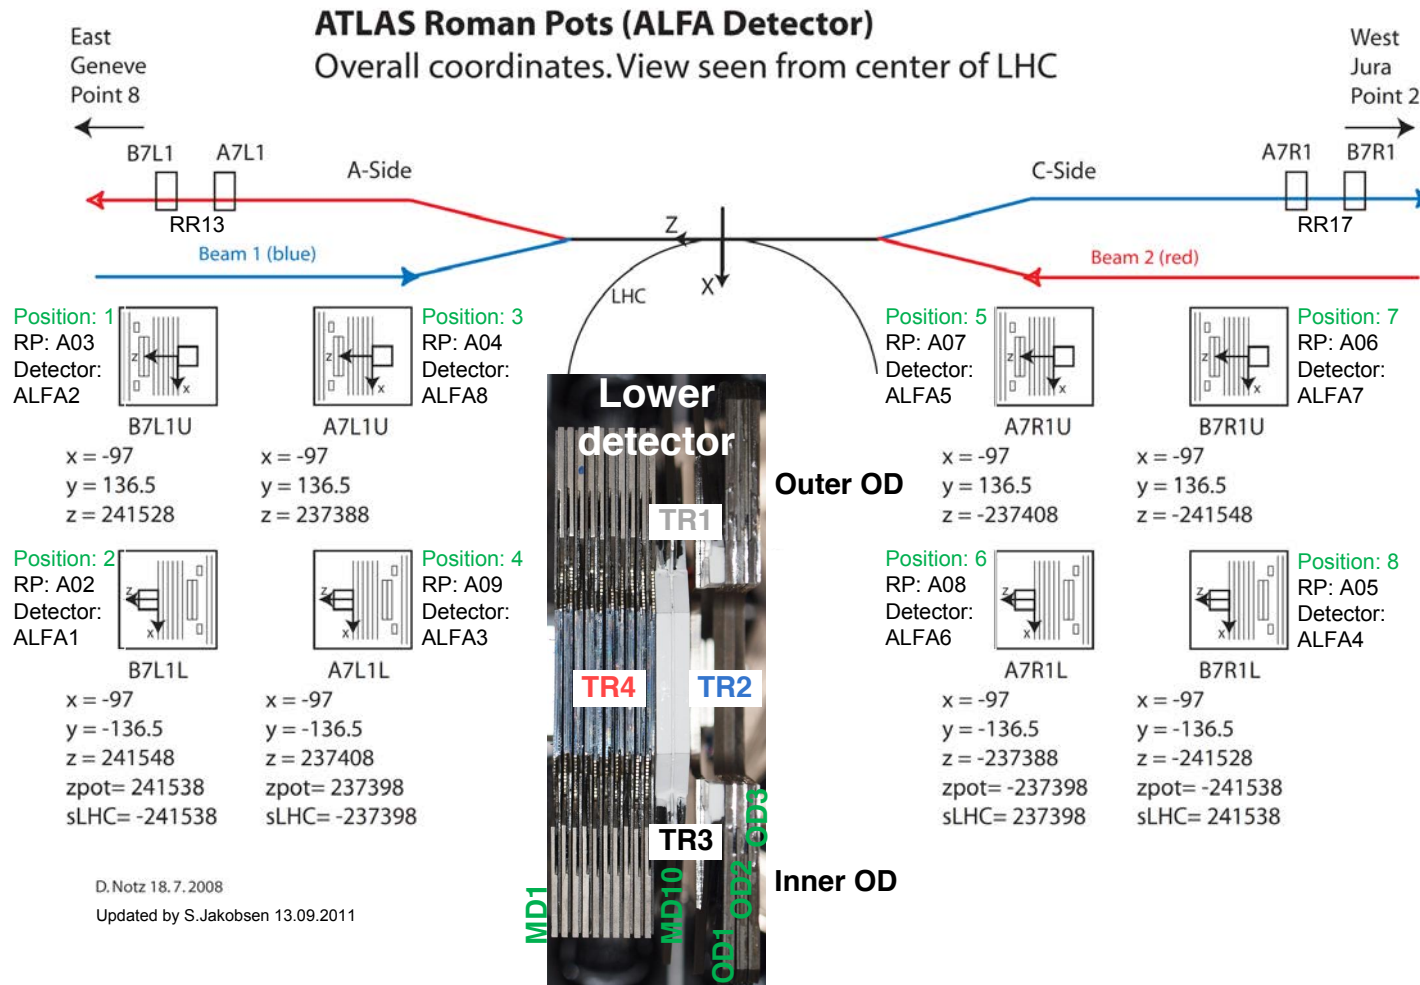 ATLAS Roman Pots (ALFA Detector)
Overall coordinates. View seen from center of LHC
East
Geneve
Point 8
West
Jura
Point 2
B7L1
A7L1
A-Side
C-Side
A7R1
B7R1
RR13
RR17
Z
X
Beam 1 (blue)
Beam 2 (red)
LHC
Position: 1
RP: A03
Detector:
ALFA2
z
x
B7L1U
x = -97
y = 136.5
z = 241528
Position: 3
RP: A04
Detector:
ALFA8
z
x
A7L1U
x = -97
y = 136.5
z = 237388
Position: 5
RP: A07
Detector:
ALFA5
z
x
A7R1U
x = -97
y = 136.5
z = -237408
Position: 7
RP: A06
Detector:
ALFA7
z
x
B7R1U
x = -97
y = 136.5
z = -241548
Position: 2
RP: A02
Detector:
ALFA1
z
x
B7L1L
x = -97
y = -136.5
z = 241548
zpot= 241538
sLHC= -241538
Position: 4
RP: A09
Detector:
ALFA3
z
x
A7L1L
x = -97
y = -136.5
z = 237408
zpot= 237398
sLHC= -237398
Position: 6
RP: A08
Detector:
ALFA6
z
x
A7R1L
x = -97
y = -136.5
z = -237388
zpot= -237398
sLHC= 237398
Position: 8
RP: A05
Detector:
ALFA4
z
x
B7R1L
x = -97
y = -136.5
z = -241528
zpot= -241538
sLHC= 241538
Lower
detector
Outer OD
TR1
TR4
TR2
TR3
Inner OD
MD1
MD10
OD1
OD2
OD3
D. Notz 18.7.2008
Updated by S.Jakobsen 13.09.2011